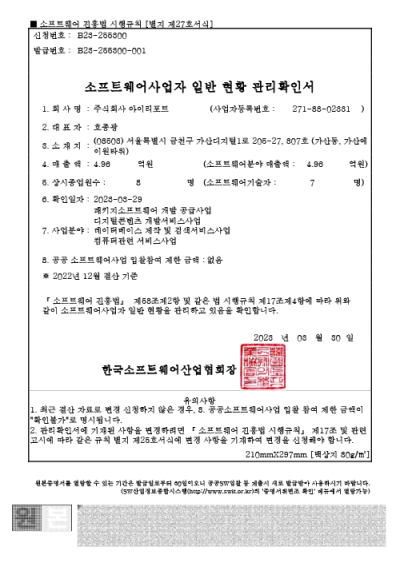 ■ 소프트웨어 진흥법 시행규칙 [별지 제27호서식]
신청번호 : B23-256300
발급번호 : B23-256300-001
소프트웨어사업자 일반 현황 관리확인서
1. 회 사 명 : 주식회사 아이리포트 (사업자등록번호 : 271-88-02381 )
2. 대 표 자 : 호종광
3. 소 재 지 : (08503) 서울특별시 금천구 가산디지털1로 205-27, 807호 (가산동, 가산에이원타워)
4. 매 출 액 : 4.96 억원 (소프트웨어분야 매출액 : 4.96 억원)
5. 상시종업원수 : 8 명 (소프트웨어기술자 : 7 명)
6. 확인일자 : 2023-03-29
패키지소프트웨어 개발 공급사업
디지털콘텐츠 개발서비스사업
7. 사업분야 : 데이터베이스 제작 및 검색서비스사업
컴퓨터관련 서비스사업
8. 공공 소프트웨어사업 입찰참여 제한 금액 : 없음
※ 2022년 12월 결산 기준
『 소프트웨어 진흥법』 제58조제2항 및 같은 법 시행규칙 제17조제4항에 따라 위와
같이 소프트웨어사업자 일반 현황을 관리하고 있음을 확인합니다.
2023 년 03 월 30 일
한국소프트웨어산업협회장
유의사항
1. 최근 결산 자료로 변경 신청하지 않은 경우, 8. 공공소프트웨어사업 입찰 참여 제한 금액이
"확인불가"로 명시됩니다.
2. 관리확인서에 기재된 사항을 변경하려면 『 소프트웨어 진흥법 시행규칙』 제17조 및 관련
고시에 따라 같은 규칙 별지 제25호서식에 변경 사항을 기재하여 변경을 신청해야 합니다.
210mmX297mm [백상지 80g/㎡]
원본증명서를 열람할 수 있는 기간은 발급일로부터 90일이오니 공공SW입찰 등 제출시 새로 발급받아 사용하시기 바랍니다.
(SW산업정보종합시스템(http://www.swit.or.kr)의 '증명서위변조 확인' 메뉴에서 열람가능)